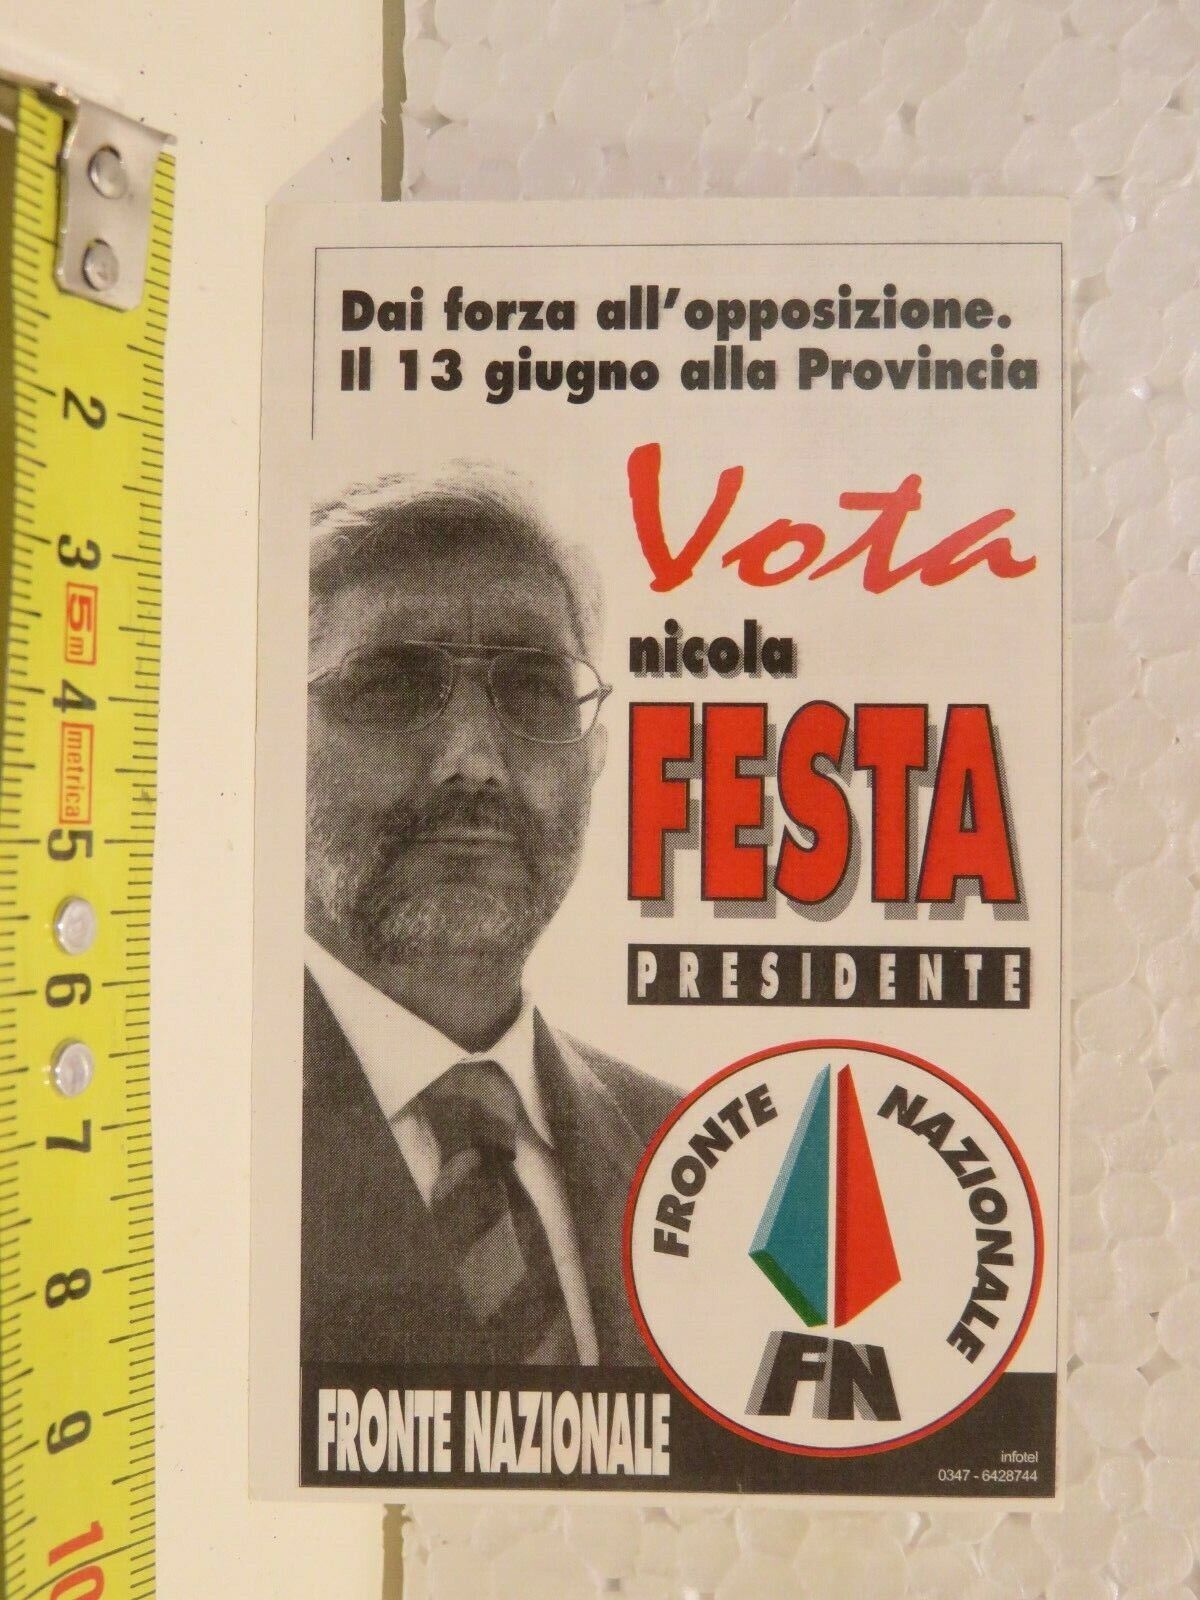 Dai forza all'opposizione.
Il 13 giugno alla Provincia
Vota
nicola
FESTA
PRESIDENTE
FRONTE NAZIONALE
FN
FRONTE NAZIONALE
infotel
0347 - 6428744
2
3
5m
4
metrica
5
6
7
8
9
10